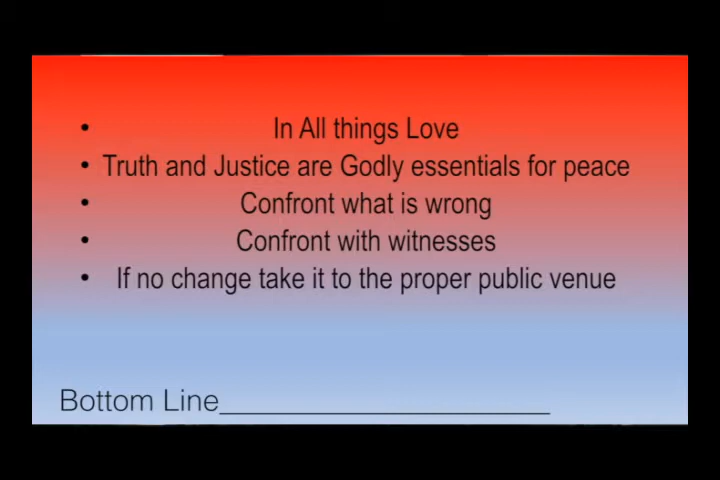 • In All things Love
• Truth and Justice are Godly essentials for peace
• Confront what is wrong
• Confront with witnesses
• If no change take it to the proper public venue
Bottom Line______________________